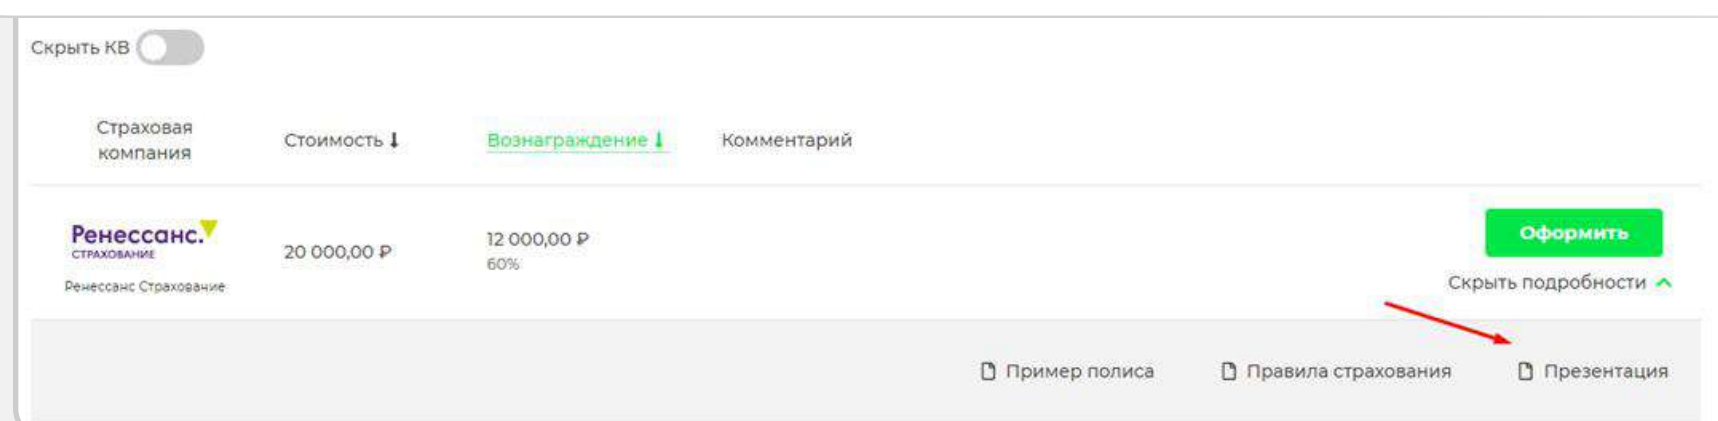 Скрыть КВ
Страховая
компания
Стоимость
Вознаграждение
Комментарий
Ренессанс.
СТРАХОВАНИЕ
Ренессанс Страхование
20 000,00 ₽
12 000,00 ₽
60%
Оформить
Скрыть подробности
Пример полиса
Правила страхования
Презентация